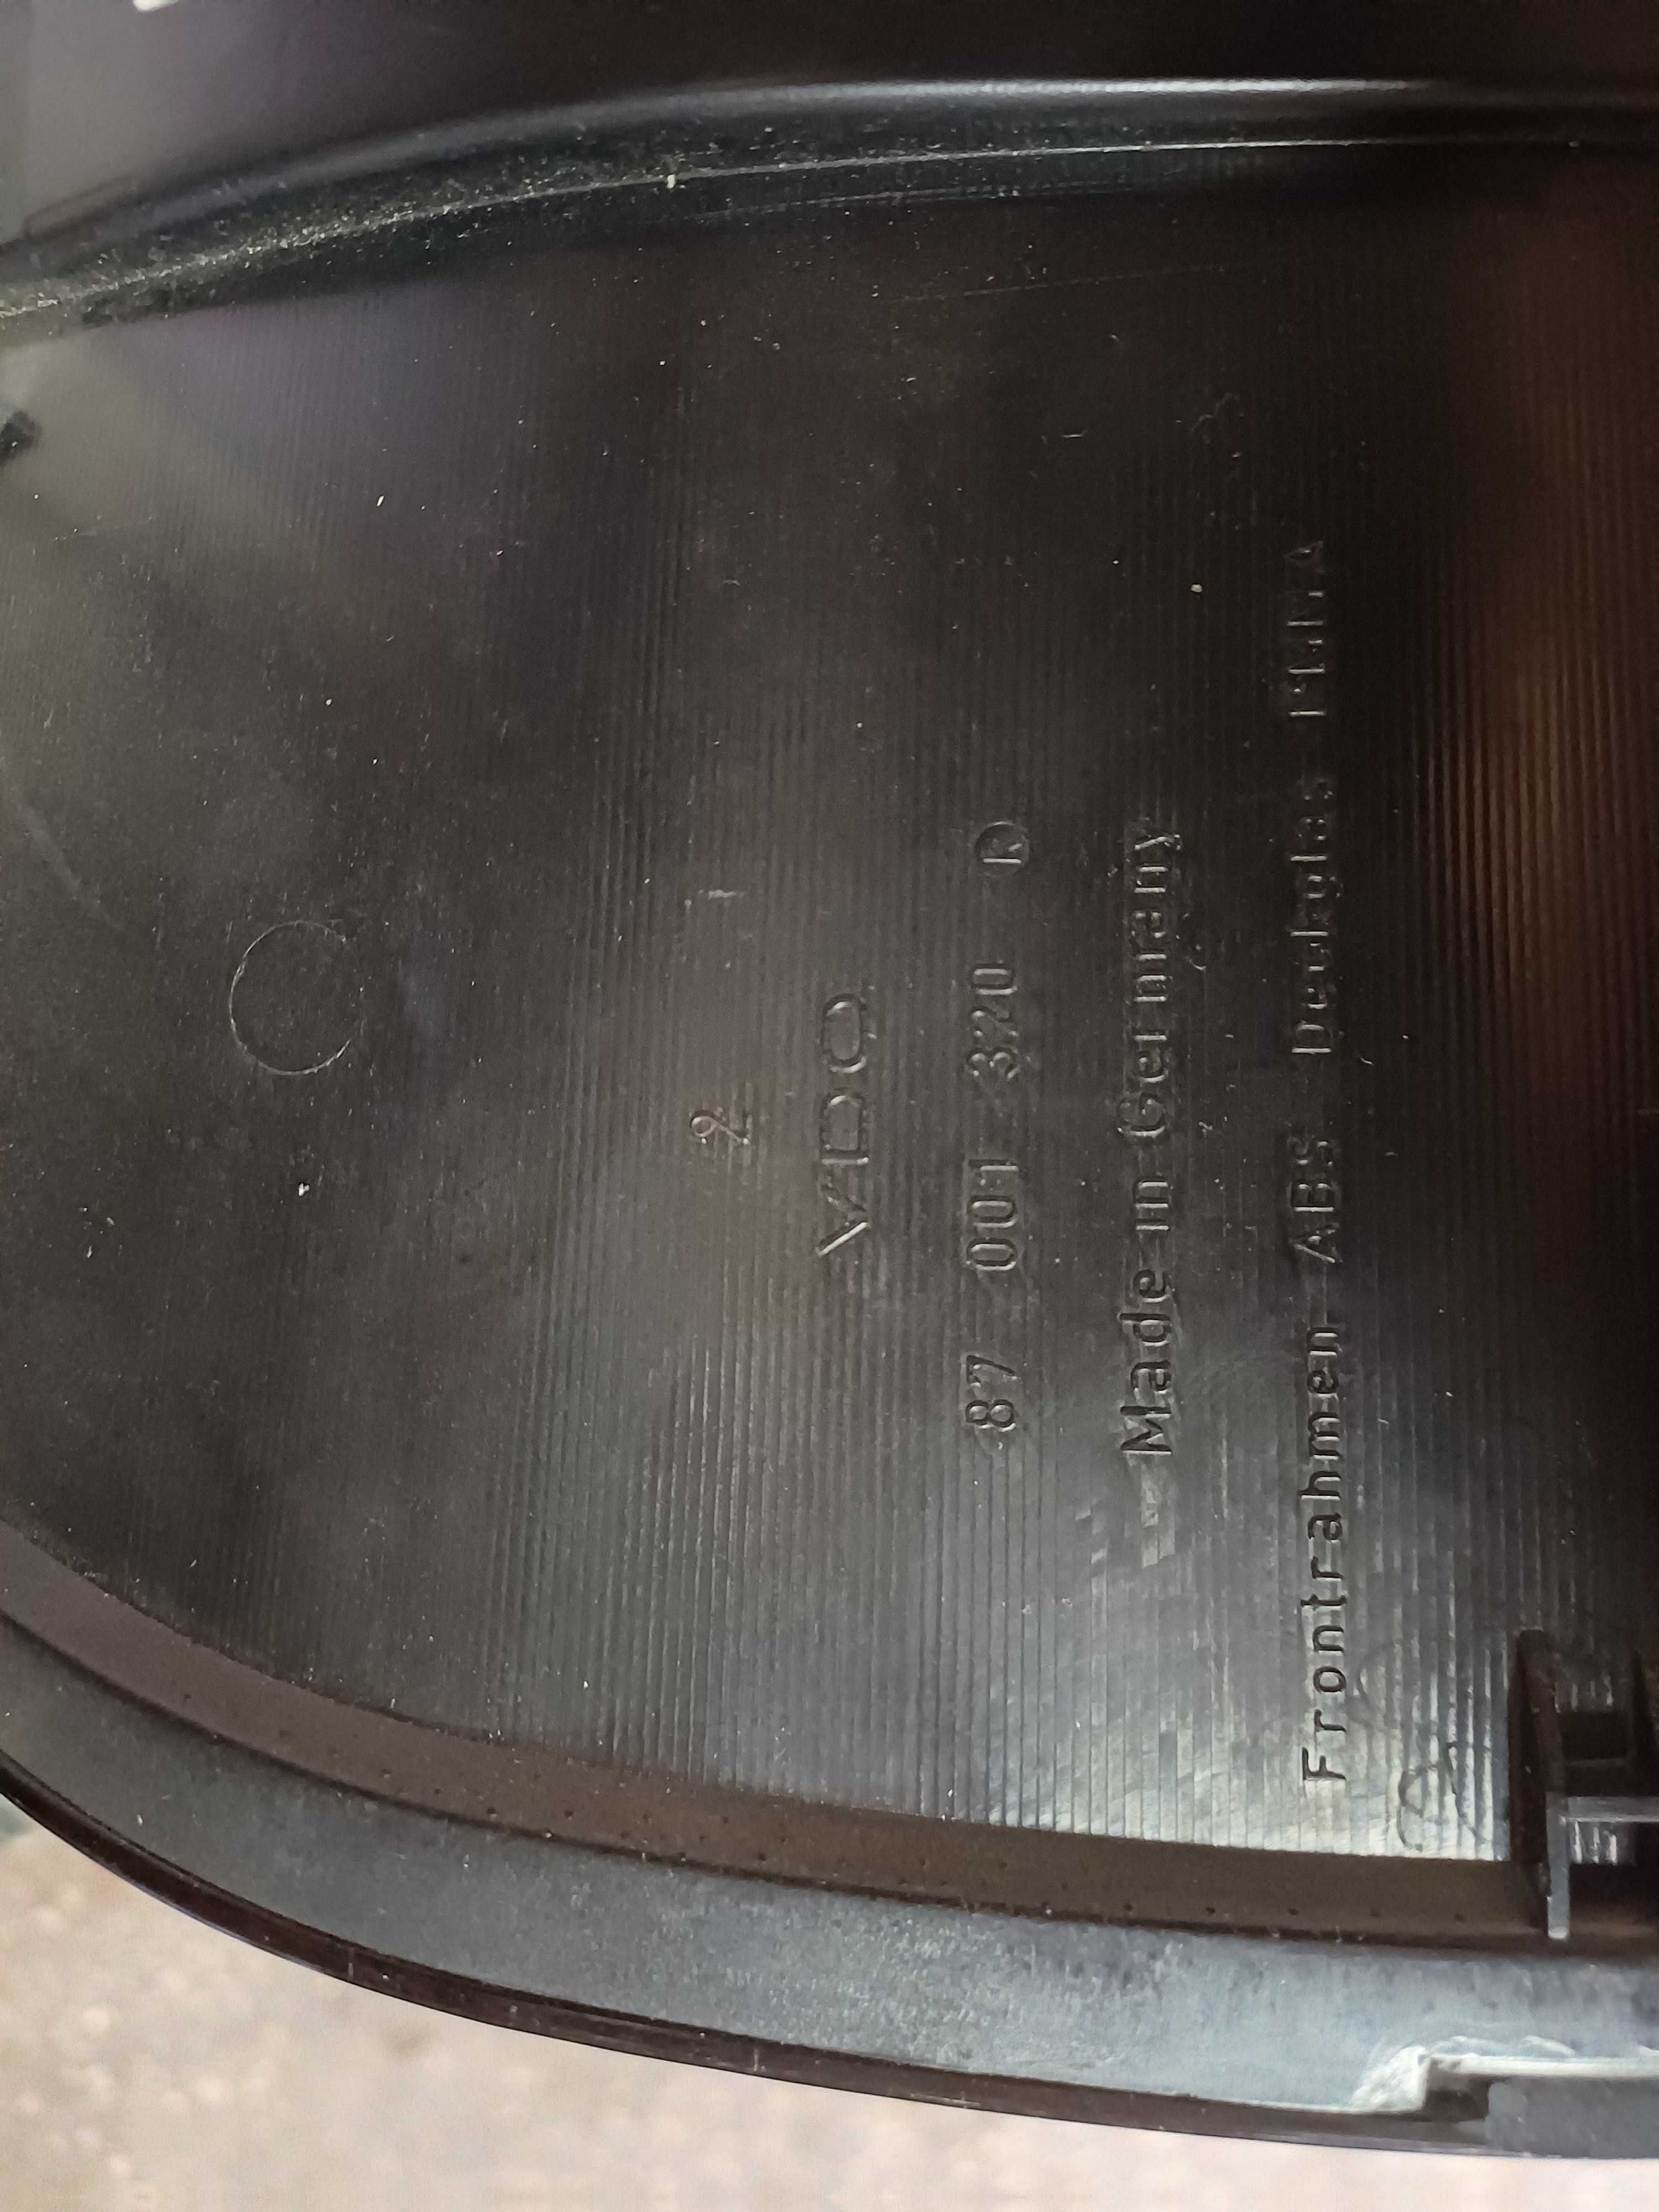 2
VDO
87 001 320 ®
Made in Germany
Frontrahmen ABS Deckglas PMMA